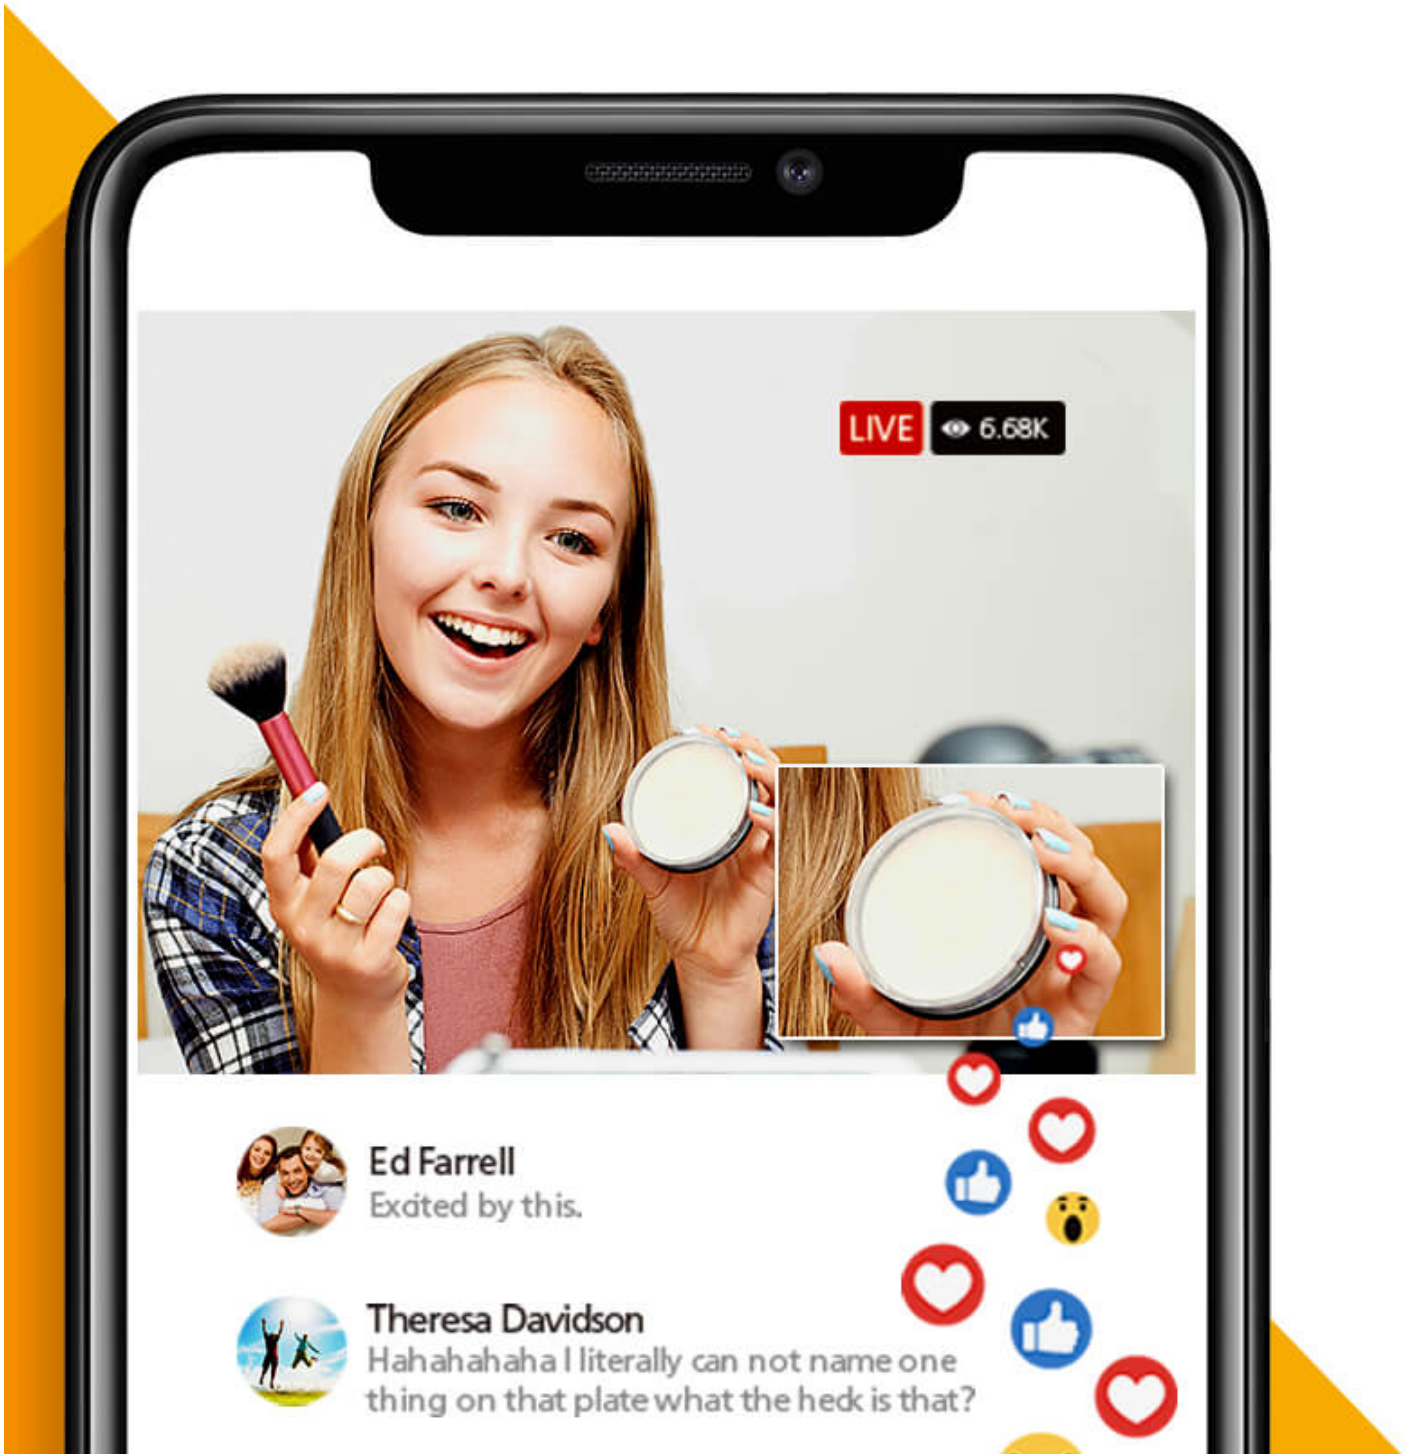 LIVE 6.68K
Ed Farrell
Excited by this.
Theresa Davidson
Hahahahaha I literally can not name one
thing on that plate what the heck is that?